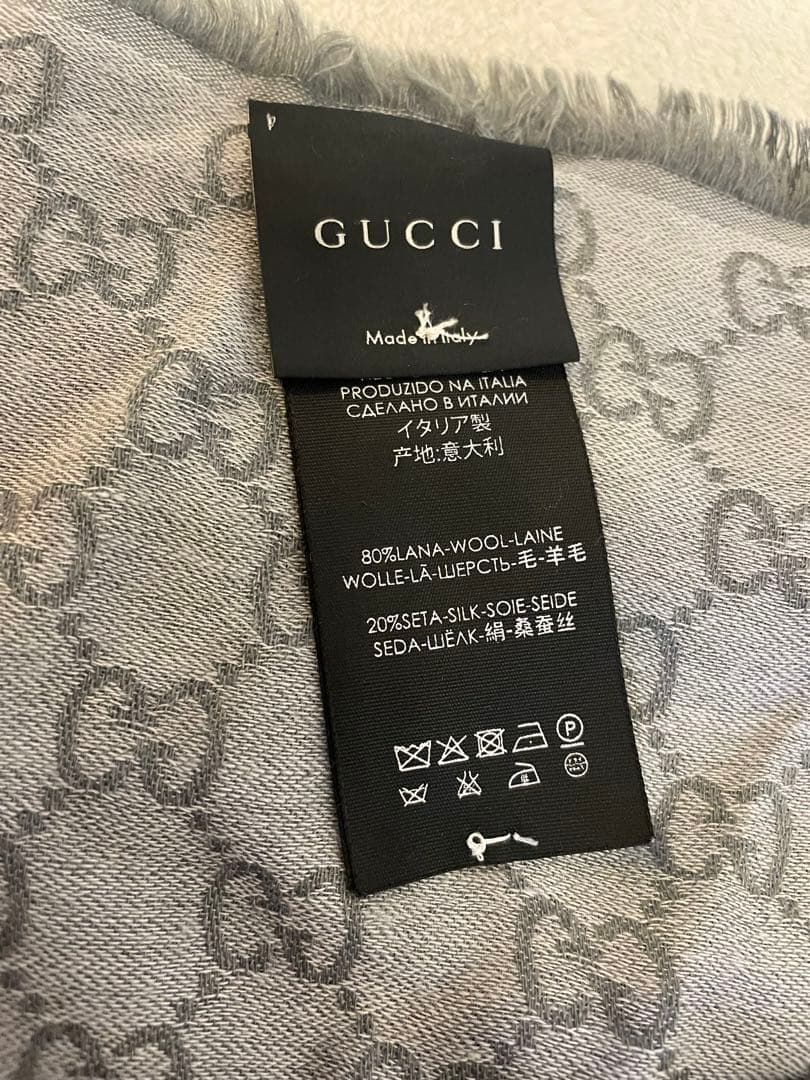 GUCCI
Made in Italy
PRODUZIDO NA ITALIA
СДЕЛАНО В ИТАЛИИ
イタリア製
产地:意大利
80%LANA-WOOL-LAINE
WOLLE-LÃ-ШЕРСТЬ-毛-羊毛
20%SETA-SILK-SOIE-SEIDE
SEDA-ШЁЛК-絹-桑蚕丝
P